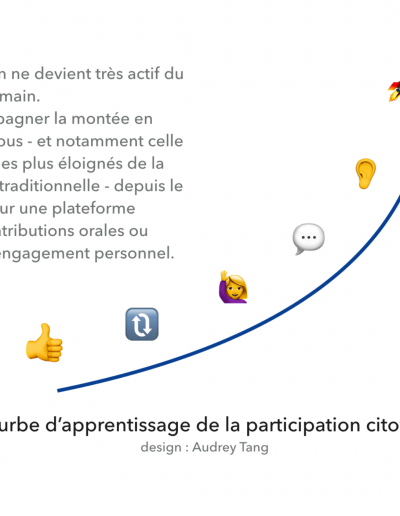 n ne devient très actif du
main.
pagner la montée en
ous - et notamment celle
es plus éloignés de la
traditionnelle - depuis le
ur une plateforme
tributions orales ou
engagement personnel.
urbe d’apprentissage de la participation cito
design : Audrey Tang